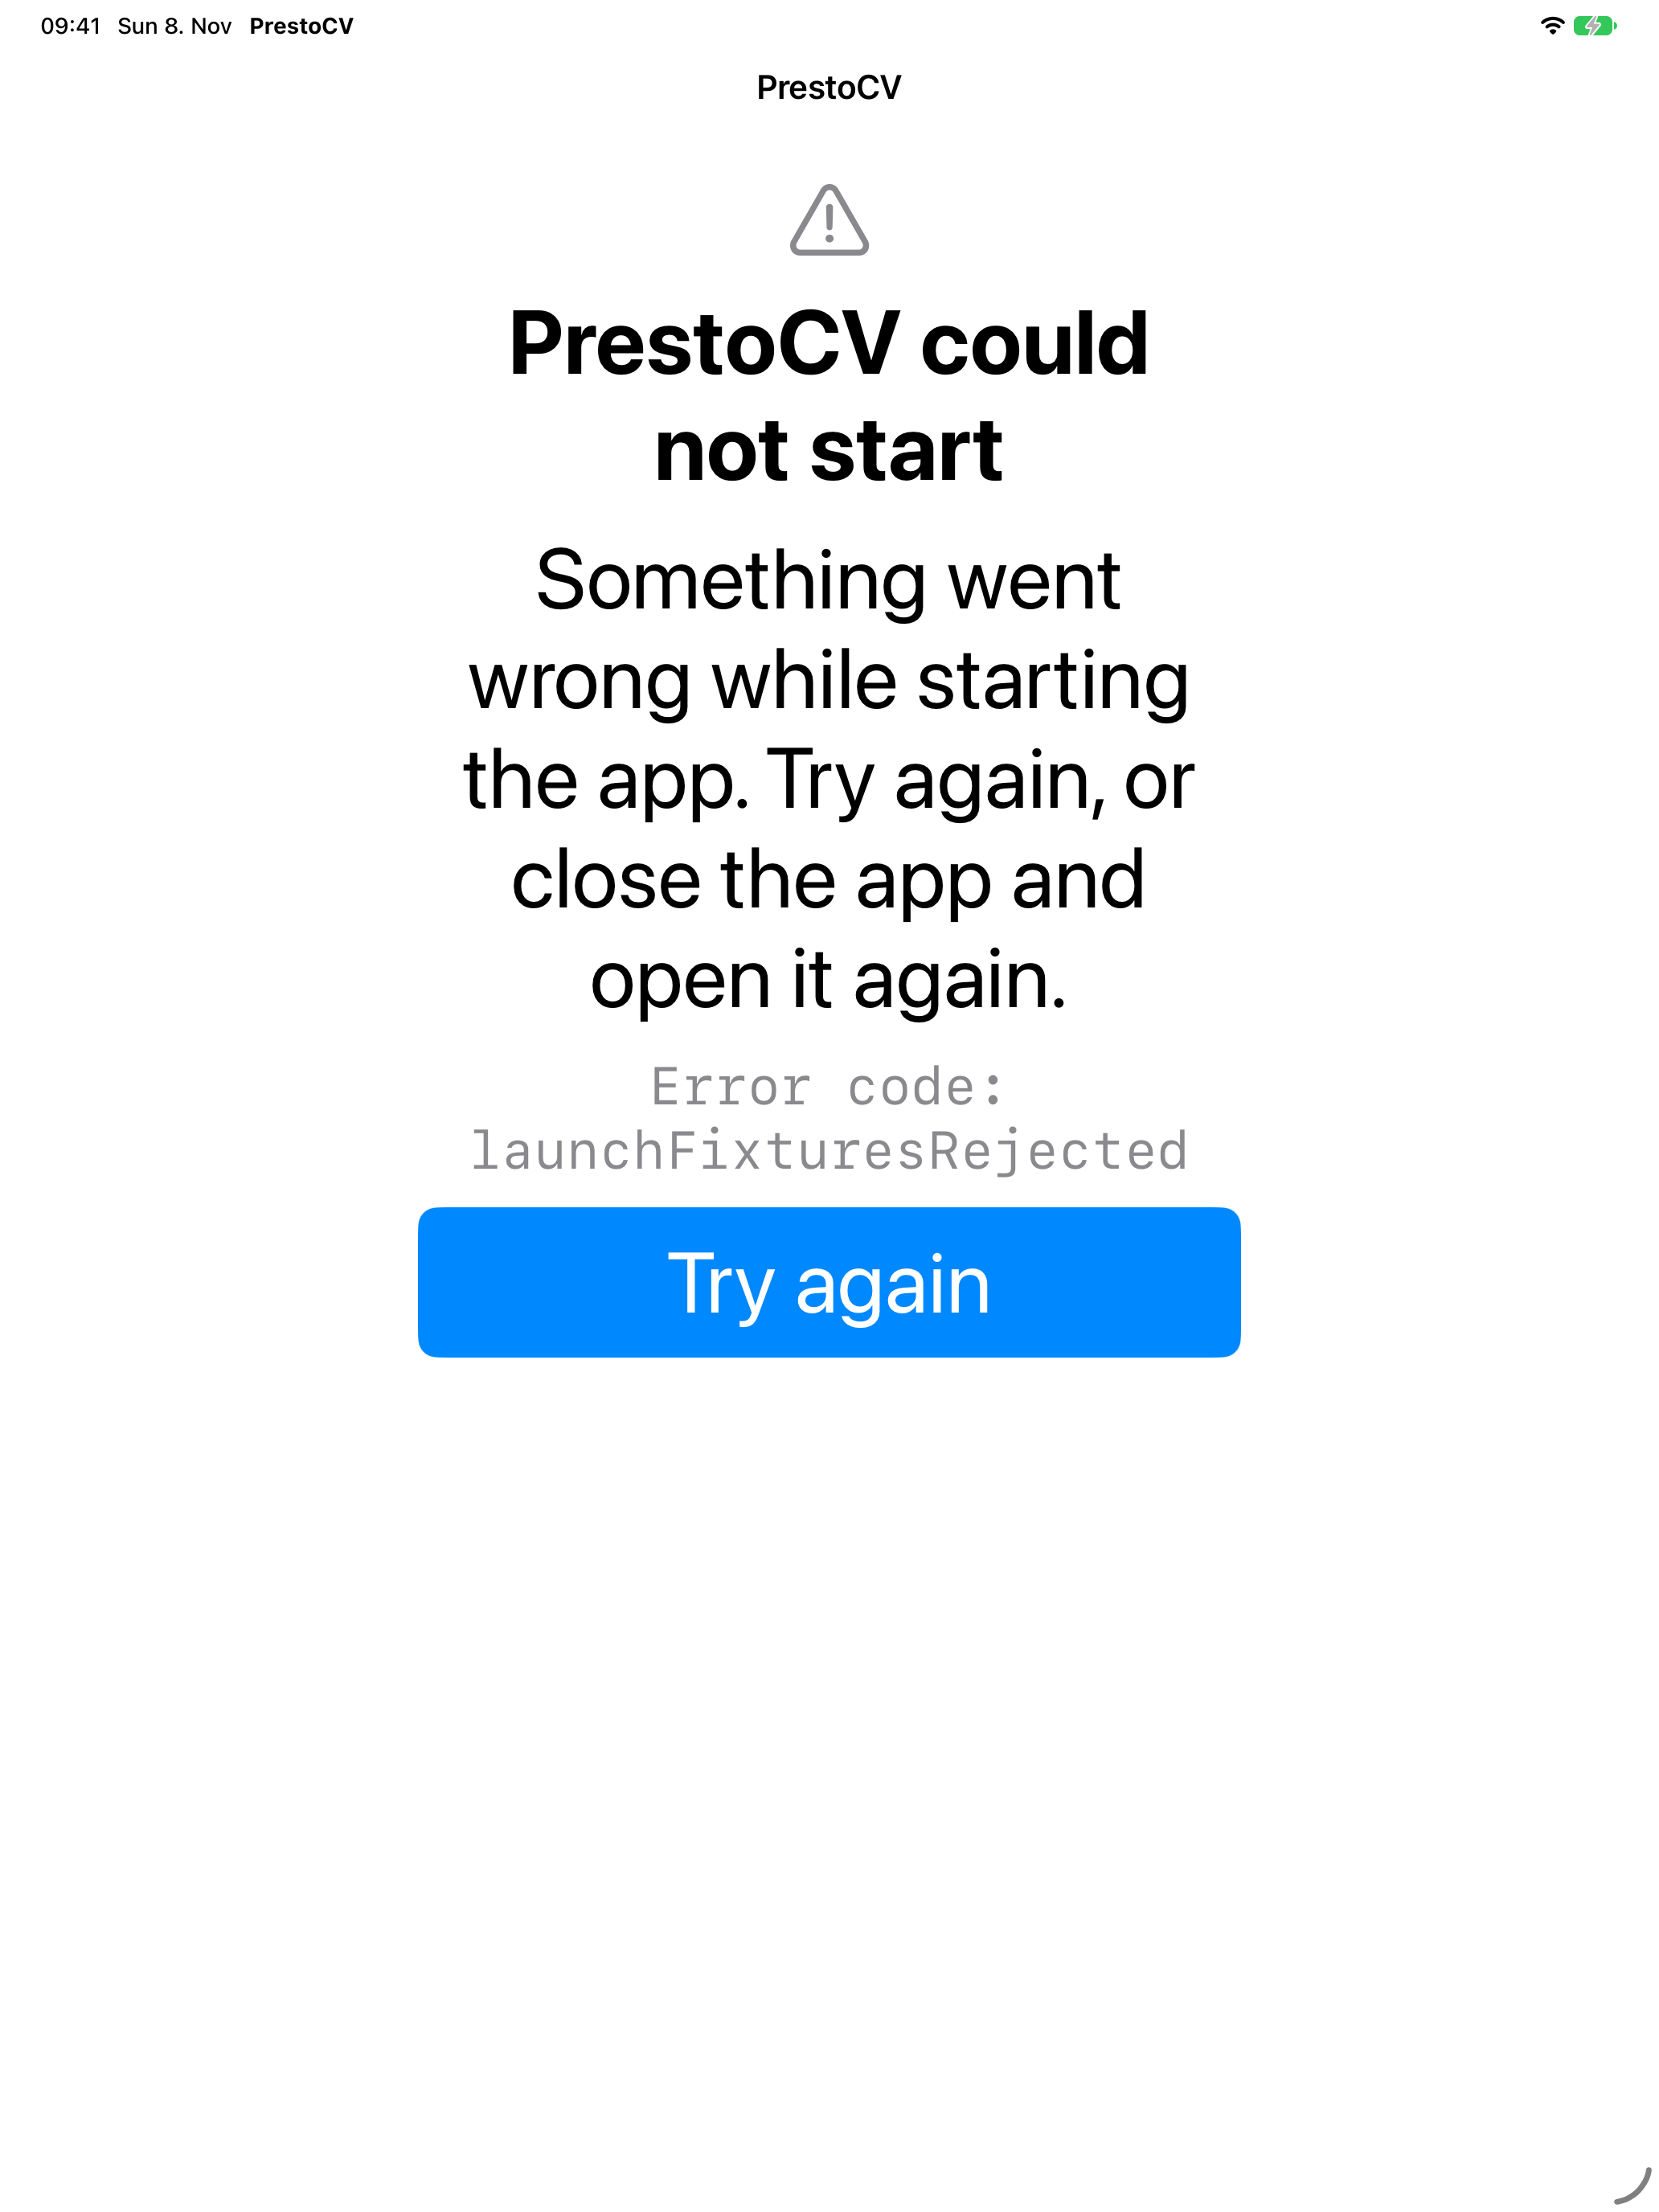 09:41 Sun 8. Nov PrestoCV
PrestoCV
PrestoCV could
not start
Something went
wrong while starting
the app. Try again, or
close the app and
open it again.
Error code:
launchFixturesRejected
Try again